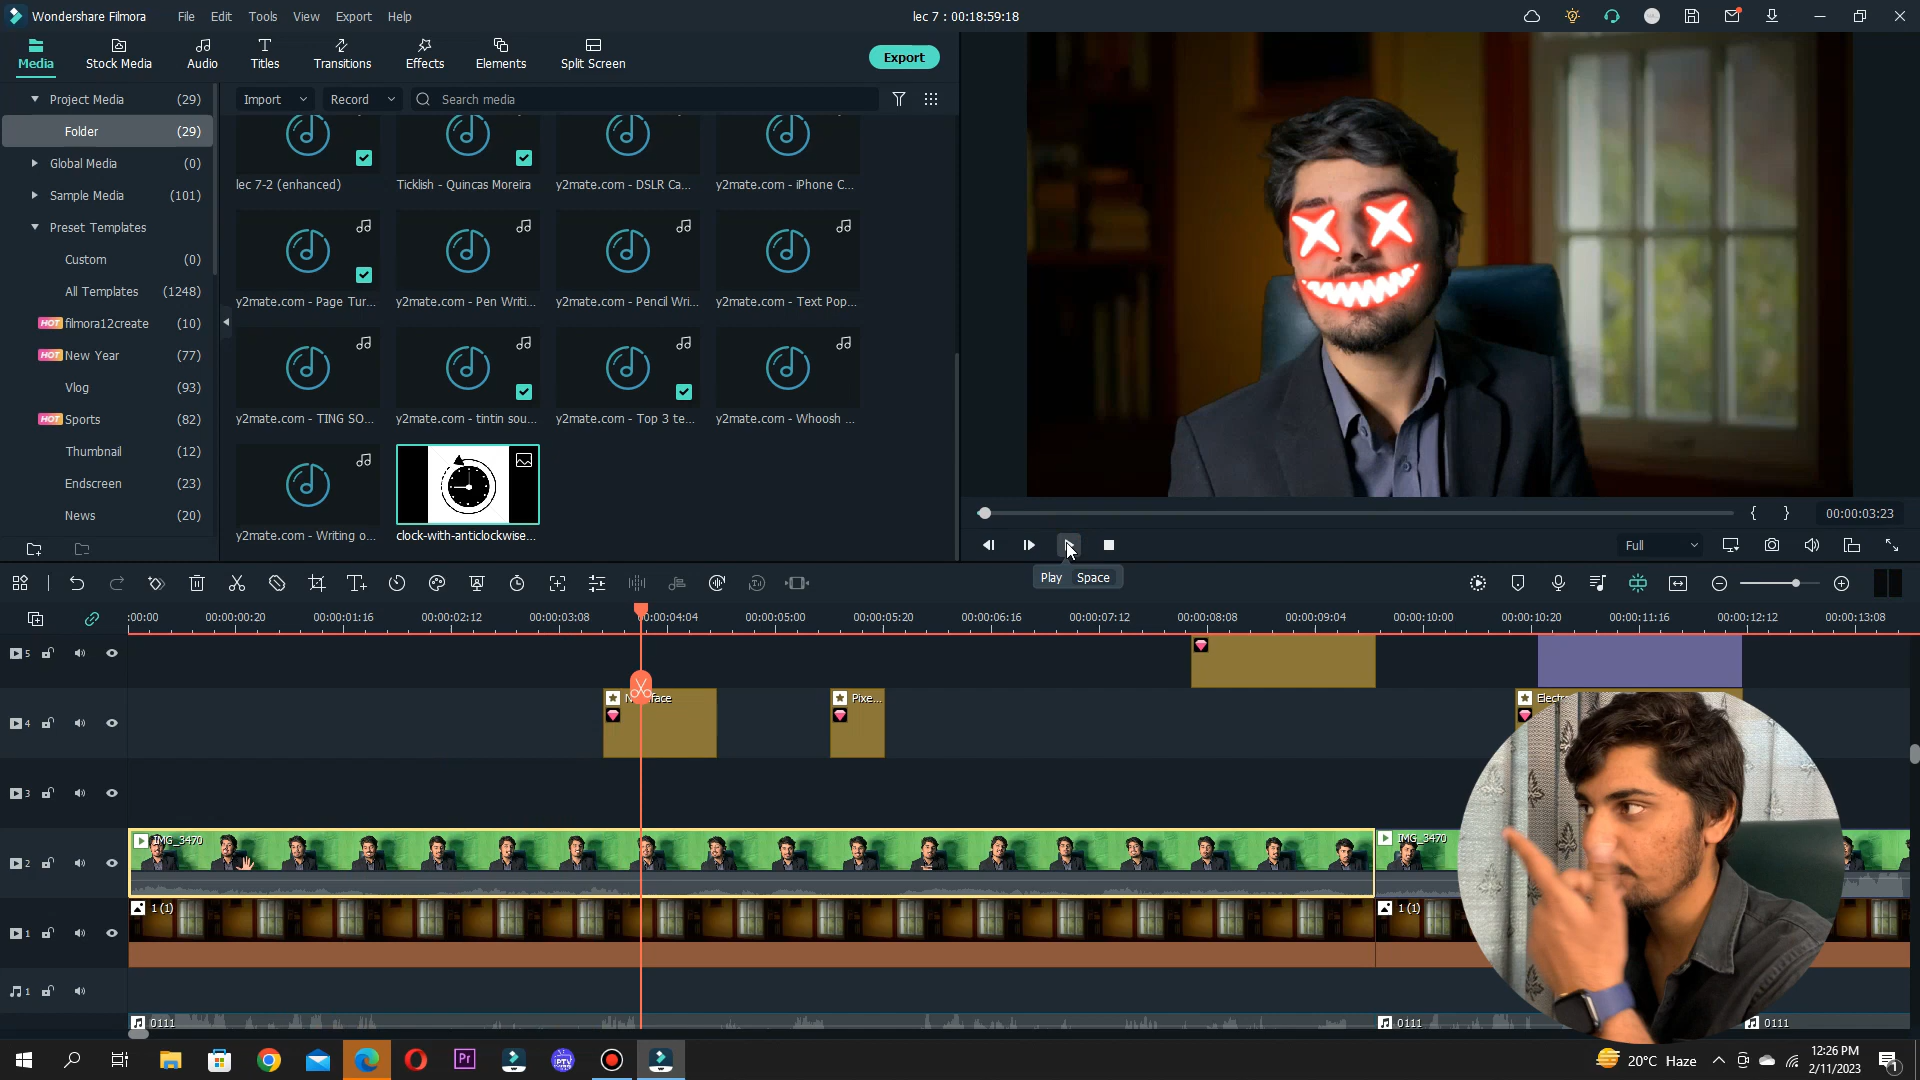 Wondershare Filmora File Edit Tools View Export Help lec 7 : 00:18:59:18
Media Stock Media Audio Titles Transitions Effects Elements Split Screen Export
Project Media (29)
Folder (29)
Global Media (0)
Sample Media (101)
Preset Templates
Custom (0)
All Templates (1248)
HOT filmora12create (10)
HOT New Year (77)
Vlog (93)
HOT Sports (82)
Thumbnail (12)
Endscreen (23)
News (20)
Import Record Search media
lec 7-2 (enhanced) Ticklish - Quincas Moreira y2mate.com - DSLR Ca... y2mate.com - iPhone C...
y2mate.com - Page Tur... y2mate.com - Pen Writi... y2mate.com - Pencil Wri... y2mate.com - Text Pop...
y2mate.com - TING SO... y2mate.com - tintin sou... y2mate.com - Top 3 te... y2mate.com - Whoosh ...
y2mate.com - Writing o... clock-with-anticlockwise...
{ } 00:00:03:23
Full
Play Space
:00:00 00:00:00:20 00:00:01:16 00:00:02:12 00:00:03:08 00:00:04:04 00:00:05:00 00:00:05:20 00:00:06:16 00:00:07:12 00:00:08:08 00:00:09:04 00:00:10:00 00:00:10:20 00:00:11:16 00:00:12:12 00:00:13:08
5
4 face Pixe... Electr
3
2 IMG_3470 IMG_3470
1 1 (1) 1 (1)
1
0111 0111 0111
Pr IPTV 20°C Haze 12:26 PM
2/11/2023 1